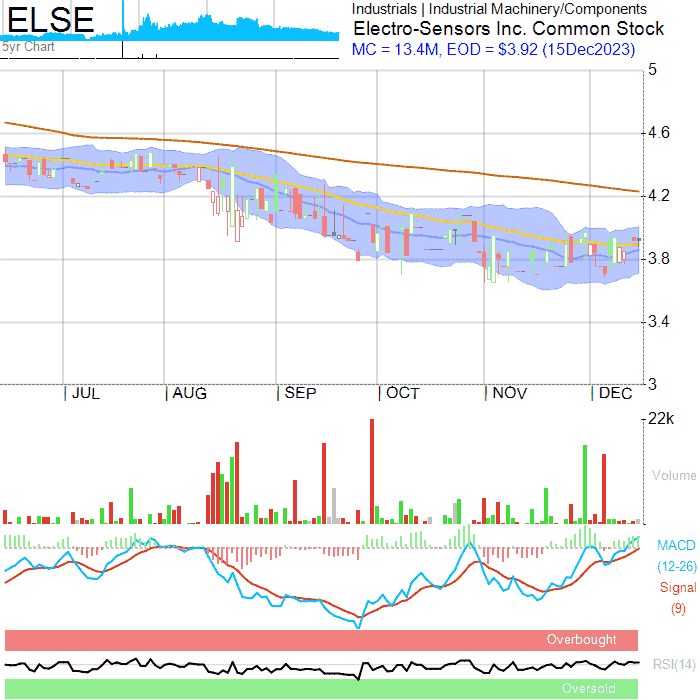 ELSE
5yr Chart
Industrials | Industrial Machinery/Components
Electro-Sensors Inc. Common Stock
MC = 13.4M, EOD = $3.92 (15Dec2023)
5
4.6
4.2
3.8
3.4
3
| JUL | AUG | SEP | OCT | NOV | DEC
22k
Volume
MACD
(12-26)
Signal
(9)
Overbought
RSI(14)
Oversold